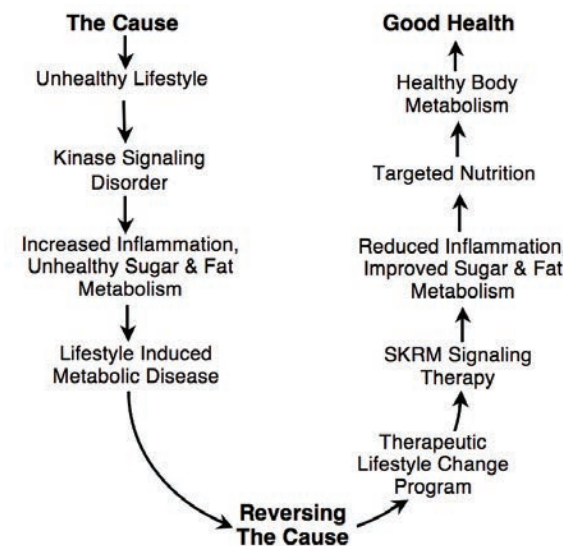 The Cause
Unhealthy Lifestyle
Kinase Signaling
Disorder
Increased Inflammation,
Unhealthy Sugar & Fat
Metabolism
Lifestyle Induced
Metabolic Disease
Reversing
The Cause
Therapeutic
Lifestyle Change
Program
SKRM Signaling
Therapy
Reduced Inflammation
Improved Sugar & Fat
Metabolism
Targeted Nutrition
Healthy Body
Metabolism
Good Health